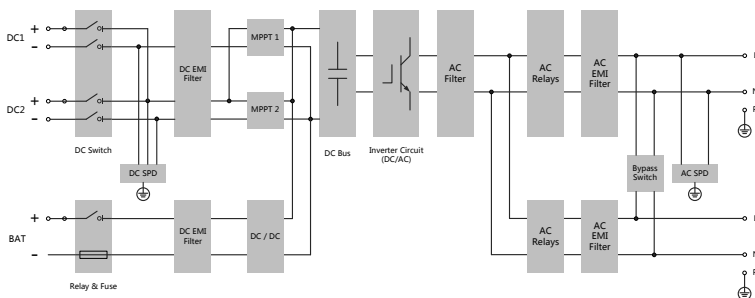 DC1
+
-
DC2
+
-
DC Switch
DC SPD
DC EMI
Filter
MPPT 1
MPPT 2
DC Bus
Inverter Circuit
(DC/AC)
AC
Filter
AC
Relays
AC
EMI
Filter
N
Bypass
Switch
AC SPD
BAT
+
-
Relay & Fuse
DC EMI
Filter
DC / DC
AC
Relays
AC
EMI
Filter
N